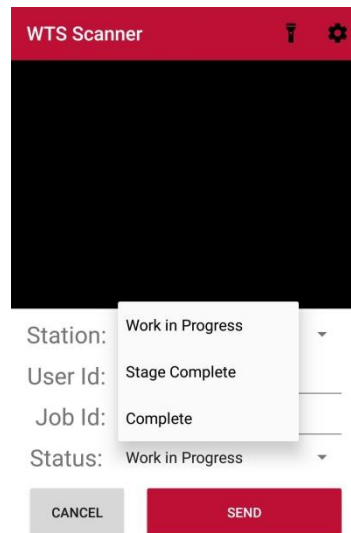 WTS Scanner
Station:
Work in Progress
User Id:
Stage Complete
Job Id:
Complete
Status:
Work in Progress
CANCEL
SEND